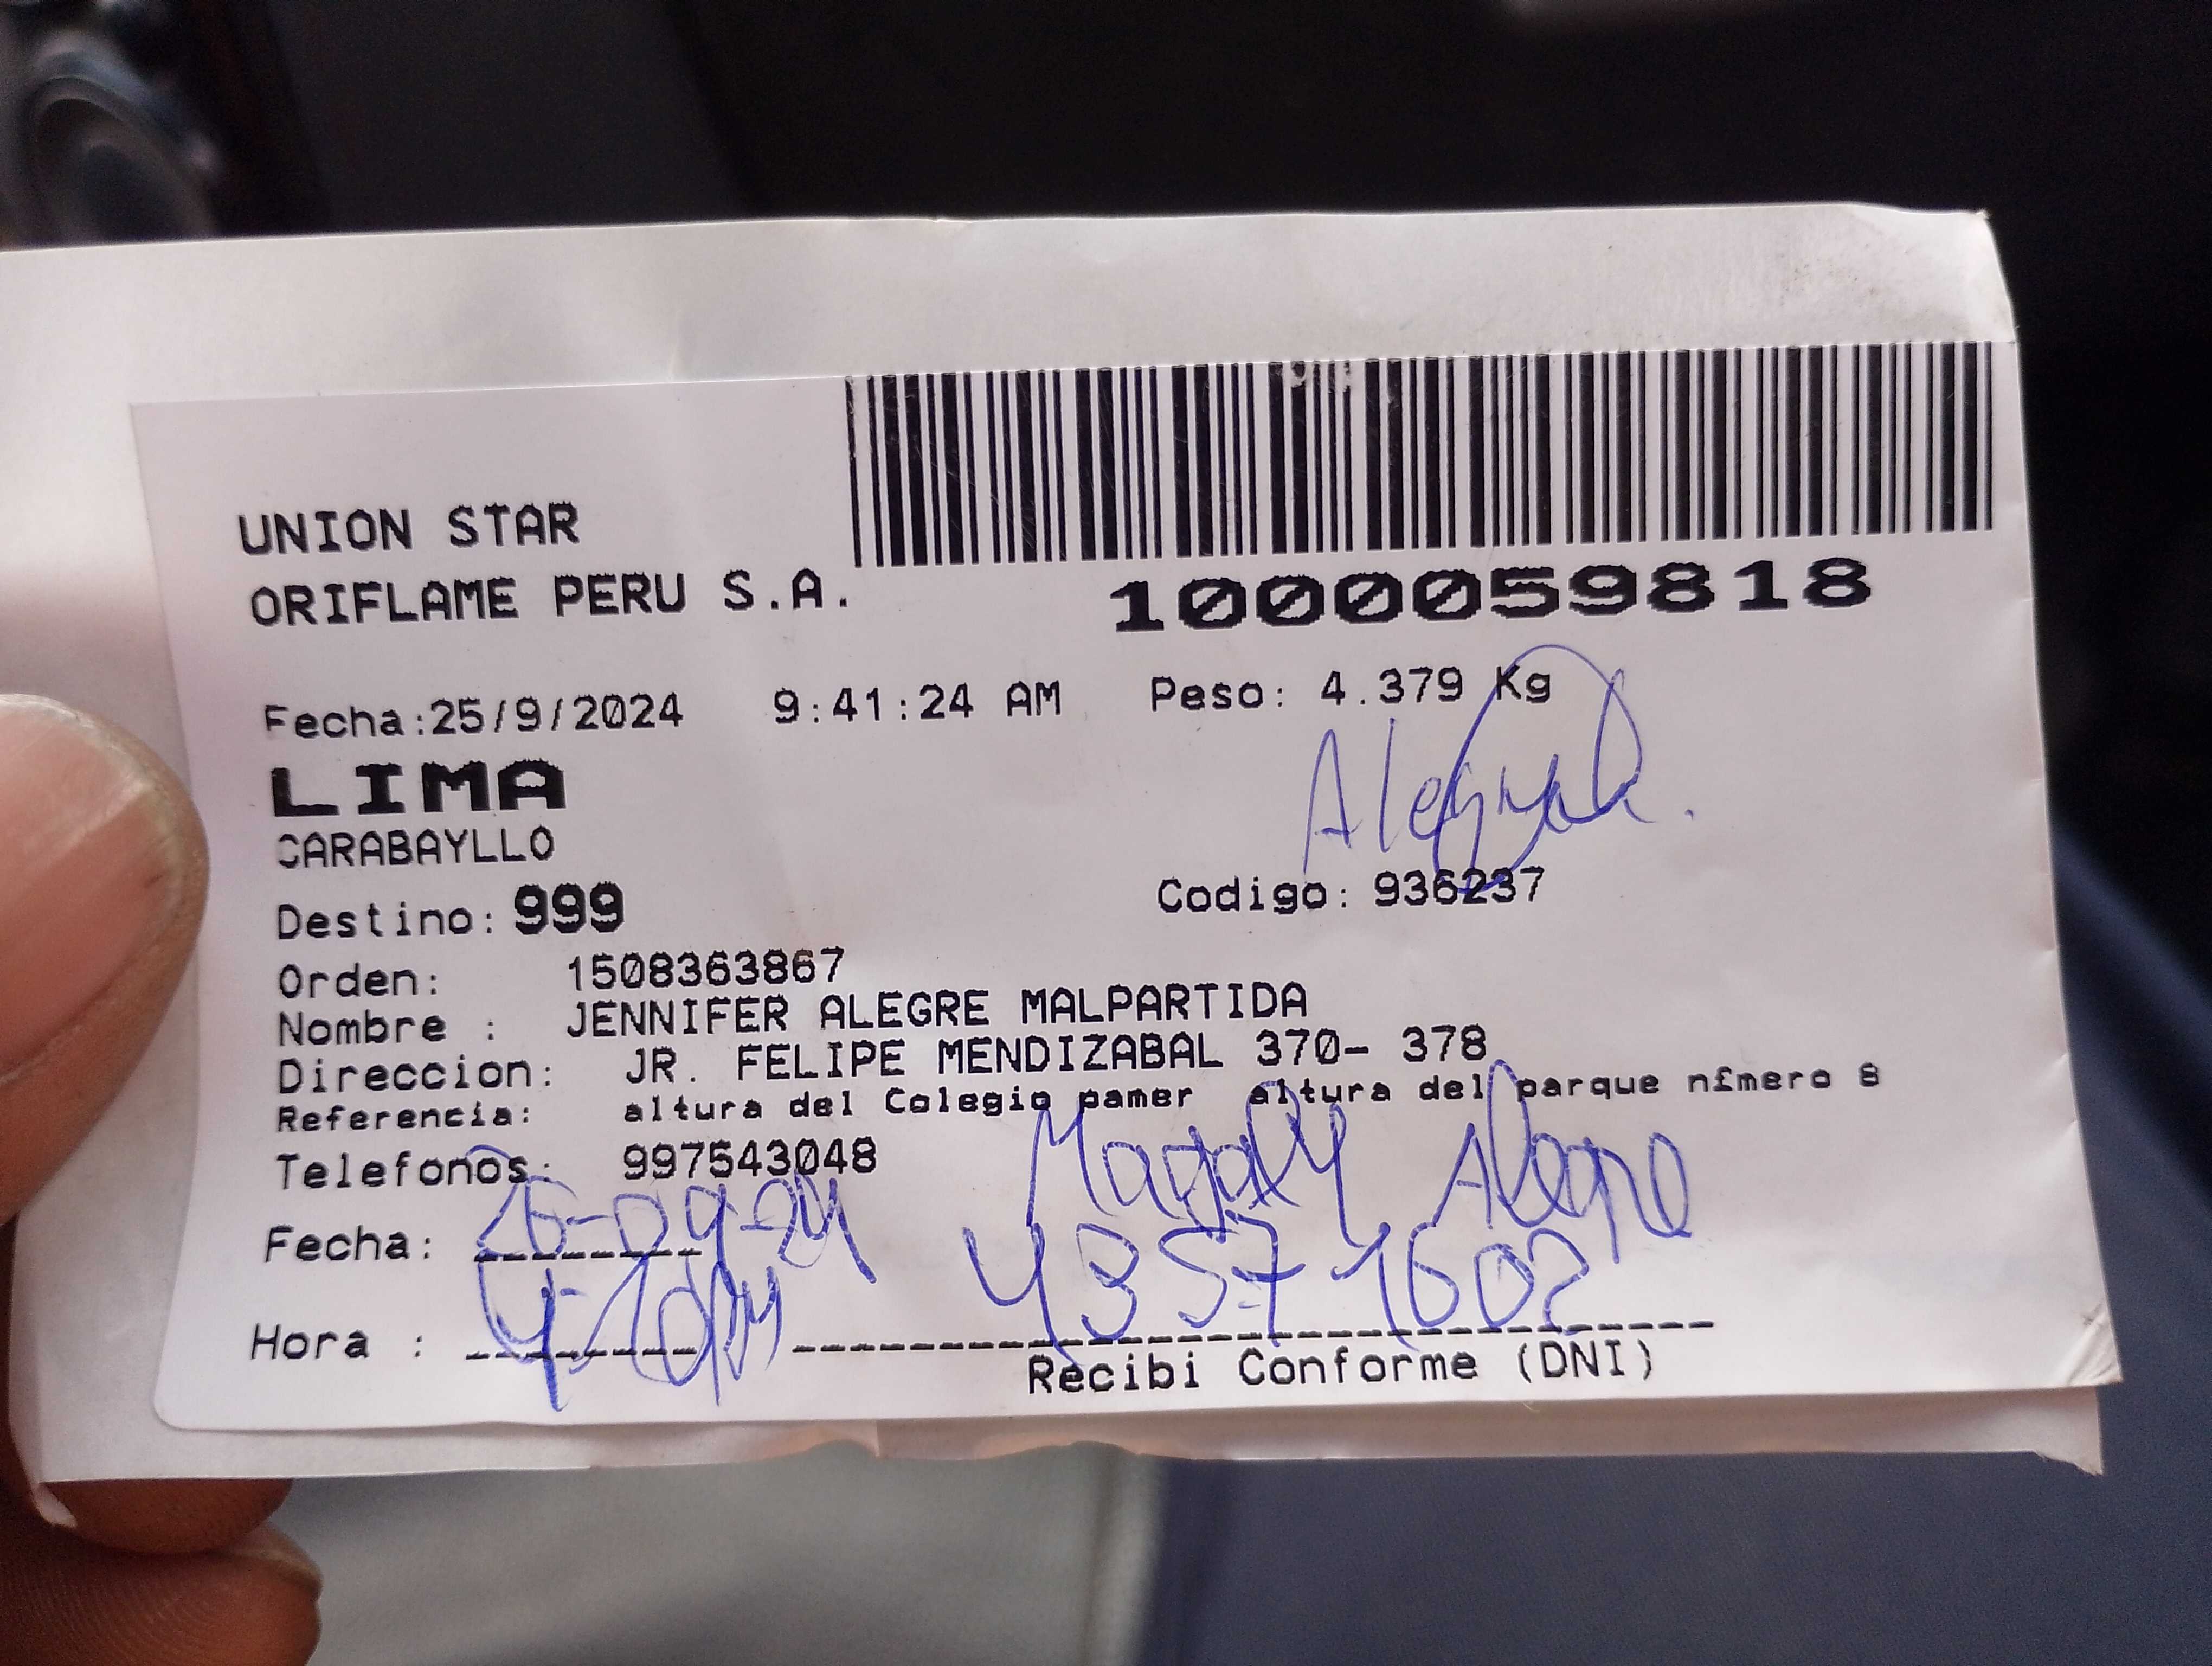 UNION STAR
ORIFLAME PERU S.A.
1000059818
Fecha:25/9/2024 9:41:24 AM Peso: 4.379 Kg
LIMA
CARABAYLLO
Destino: 999 Codigo: 936237
Orden: 1508363867
Nombre : JENNIFER ALEGRE MALPARTIDA
Direccion: JR. FELIPE MENDIZABAL 370- 378
Referencia: altura del Colegio pamer altura del parque n£mero 8
Telefonos: 997543048
Magaly Alegre
Fecha: 26-09-24
43571602
Hora :
Recibi Conforme (DNI)